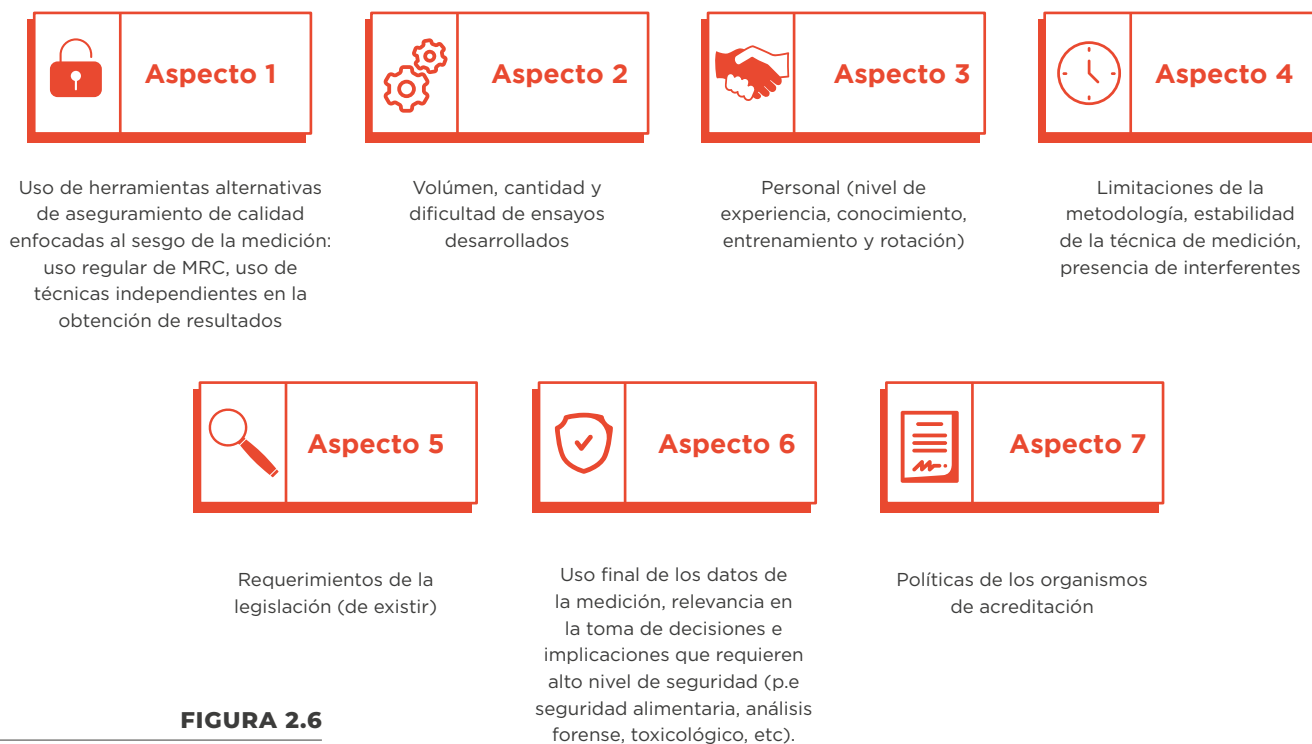 Aspecto 1
Uso de herramientas alternativas
de aseguramiento de calidad
enfocadas al sesgo de la medición:
uso regular de MRC, uso de
técnicas independientes en la
obtención de resultados
Aspecto 2
Volúmen, cantidad y
dificultad de ensayos
desarrollados
Aspecto 3
Personal (nivel de
experiencia, conocimiento,
entrenamiento y rotación)
Aspecto 4
Limitaciones de la
metodología, estabilidad
de la técnica de medición,
presencia de interferentes
Aspecto 5
Requerimientos de la
legislación (de existir)
Aspecto 6
Uso final de los datos de
la medición, relevancia en
la toma de decisiones e
implicaciones que requieren
alto nivel de seguridad (p.e
seguridad alimentaria, análisis
forense, toxicológico, etc).
Aspecto 7
Políticas de los organismos
de acreditación
FIGURA 2.6